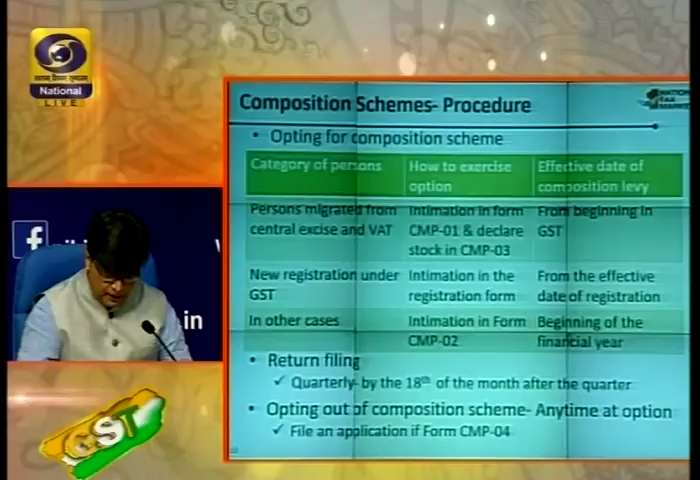 National
LIVE
f
in
GST
Composition Schemes- Procedure
• Opting for composition scheme
Category of persons
How to exercise
option
Effective date of
composition levy
Persons migrated from
central excise and VAT
Intimation in form
CMP-01 & declare
stock in CMP-03
From beginning in
GST
New registration under
GST
Intimation in the
registration form
From the effective
date of registration
In other cases
Intimation in Form
CMP-02
Beginning of the
financial year
• Return filing
✓ Quarterly- by the 18th of the month after the quarter
• Opting out of composition scheme- Anytime at option
✓ File an application if Form CMP-04